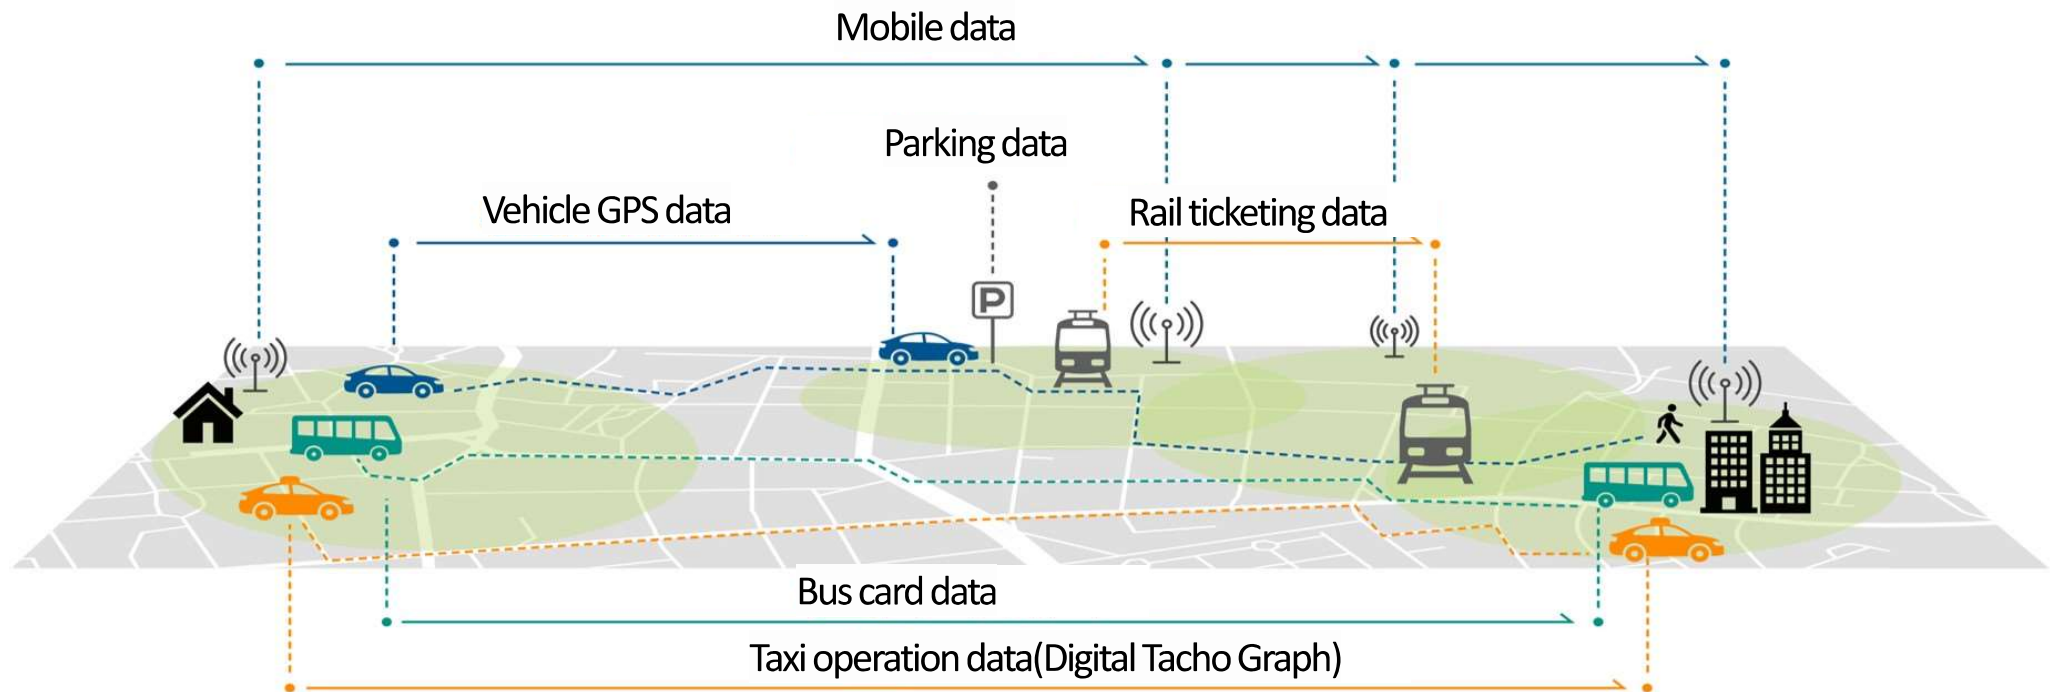 Mobile data
Parking data
Vehicle GPS data
Rail ticketing data
P
Bus card data
Taxi operation data(Digital Tacho Graph)